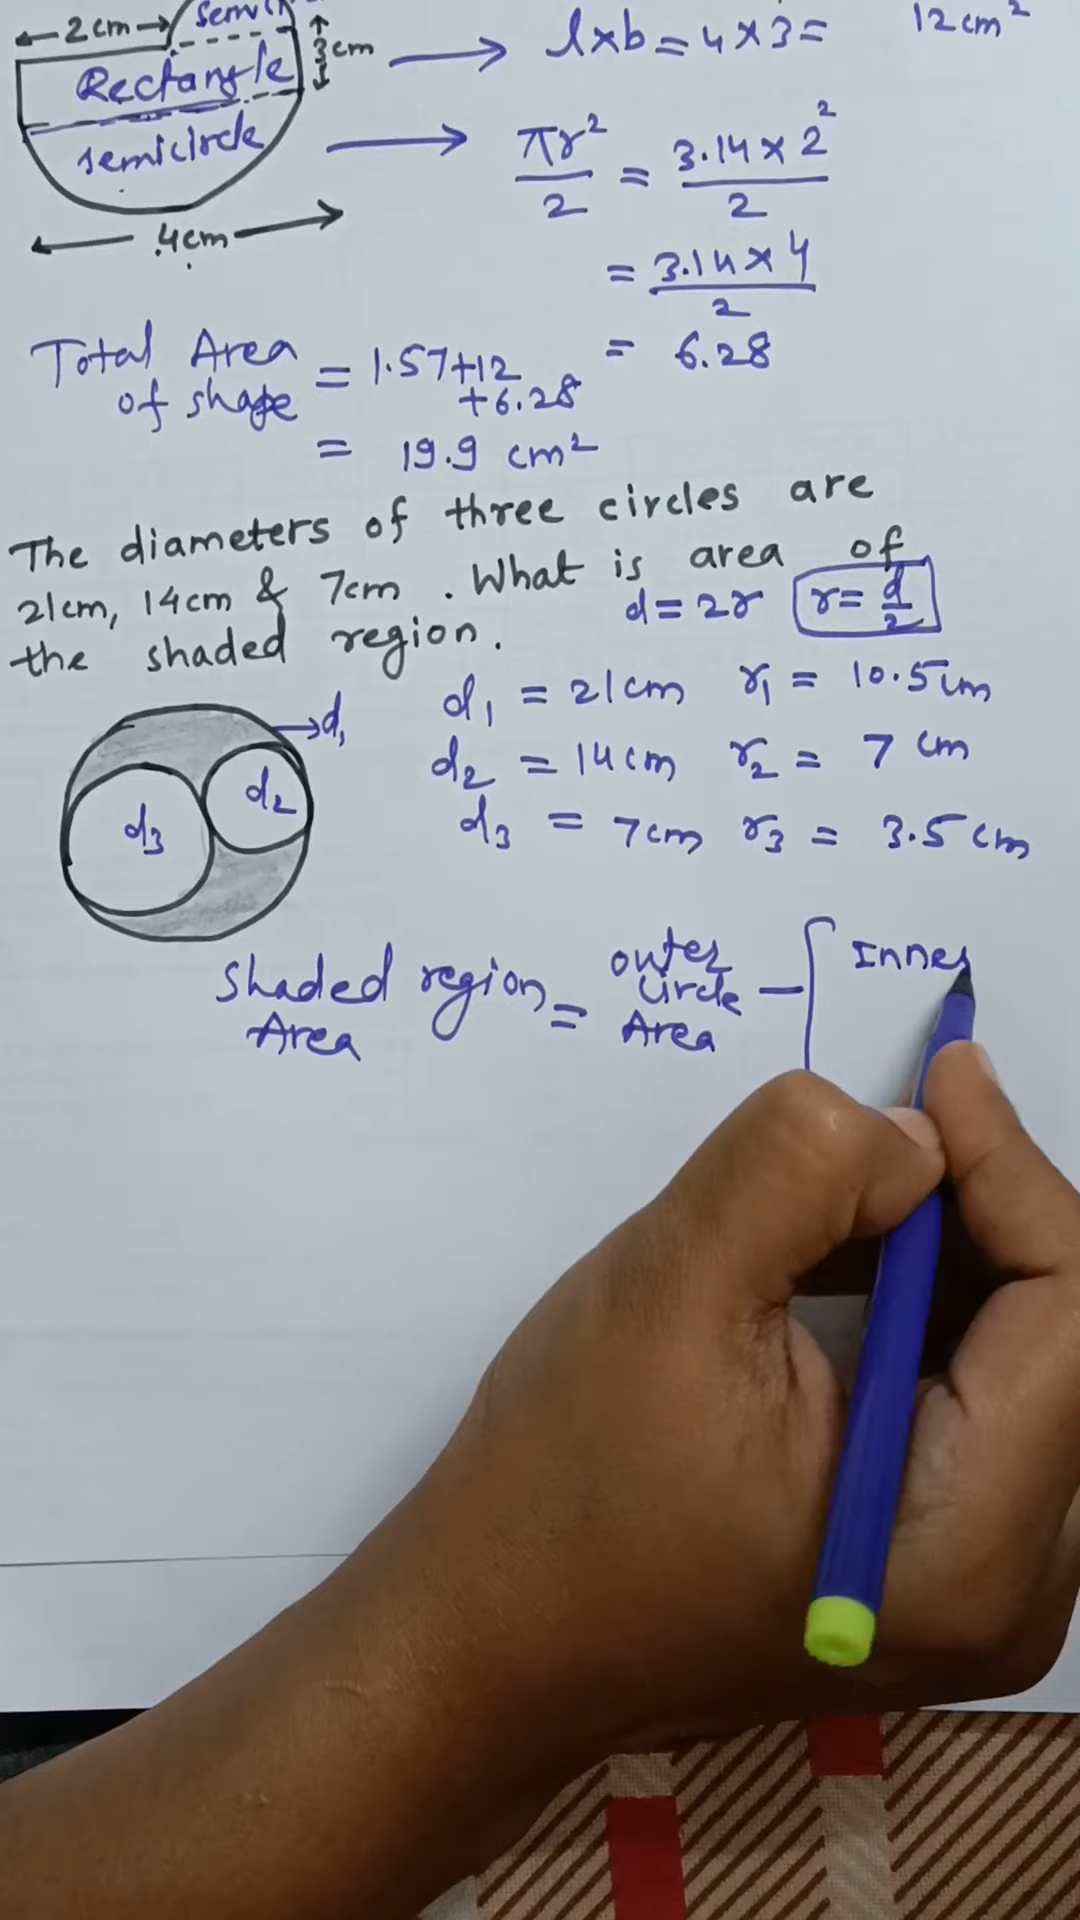 2cm
semici
3cm
l×b = 4×3 = 12cm²
Rectangle
semicircle
πr²/2 = 3.14×2²/2
4cm
= 3.14×4/2
= 6.28
Total Area of shape = 1.57+12+6.28
= 19.9 cm²
The diameters of three circles are
21cm, 14cm & 7cm. What is area of
the shaded region.
d=2r r=d/2
d₁ = 21cm r₁ = 10.5cm
d₁
d₂ = 14cm r₂ = 7 cm
d₂
d₃
d₃ = 7cm r₃ = 3.5cm
Shaded region Area = outer circle Area – [ Inner